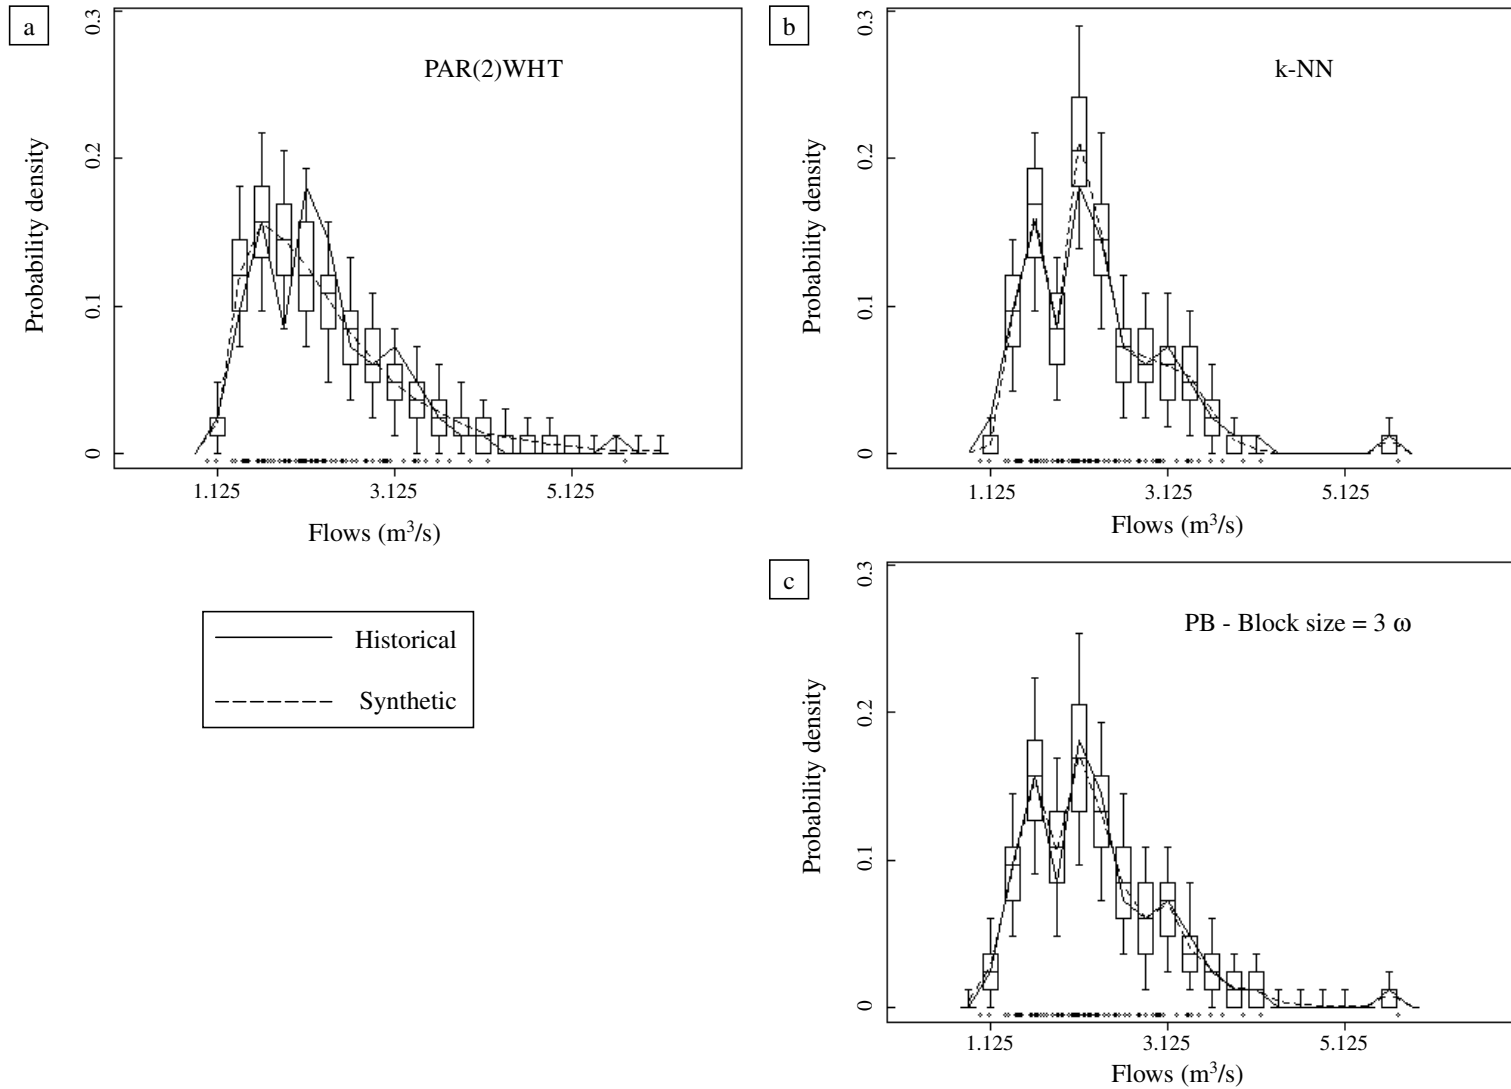 a
PAR(2)WHT
Probability density
0.3
0.2
0.1
0
1.125 3.125 5.125
Flows (m³/s)
b
k-NN
Probability density
0.3
0.2
0.1
0
1.125 3.125 5.125
Flows (m³/s)
Historical
Synthetic
c
PB - Block size = 3 ω
Probability density
0.3
0.2
0.1
0
1.125 3.125 5.125
Flows (m³/s)